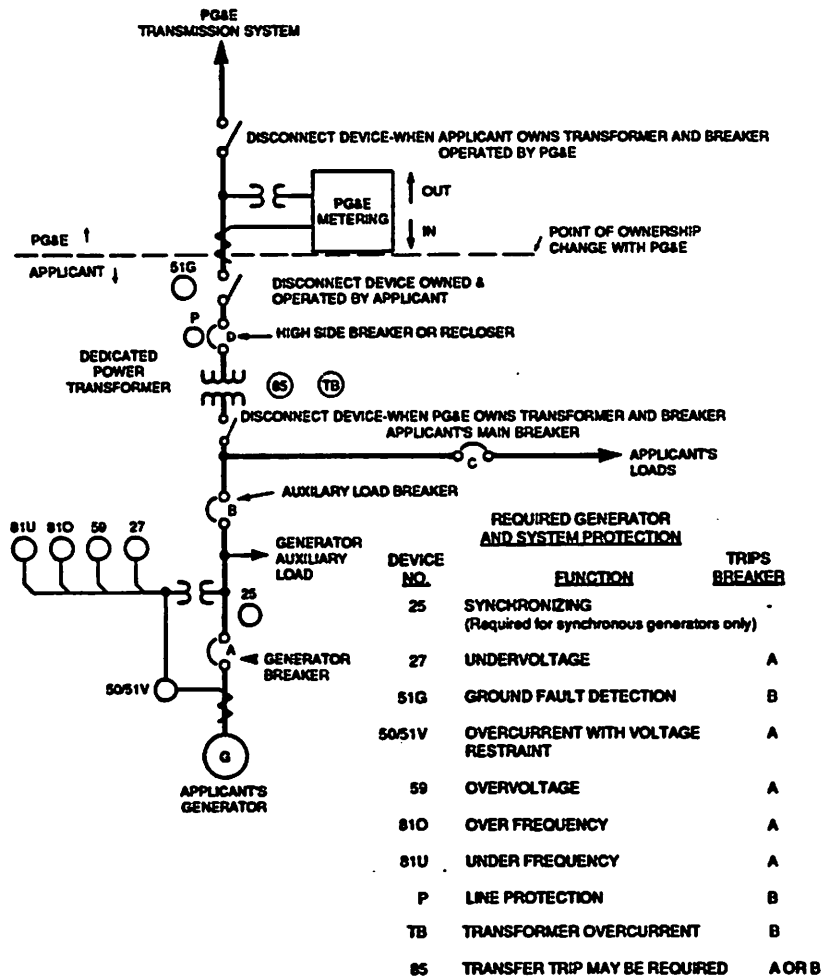 PG&E
TRANSMISSION SYSTEM
DISCONNECT DEVICE-WHEN APPLICANT OWNS TRANSFORMER AND BREAKER
OPERATED BY PG&E
PG&E
METERING
OUT
IN
PG&E
APPLICANT
POINT OF OWNERSHIP
CHANGE WITH PG&E
51G
DISCONNECT DEVICE OWNED &
OPERATED BY APPLICANT
P
D
HIGH SIDE BREAKER OR RECLOSER
DEDICATED
POWER
TRANSFORMER
85
TB
DISCONNECT DEVICE-WHEN PG&E OWNS TRANSFORMER AND BREAKER
APPLICANT'S MAIN BREAKER
C
APPLICANT'S
LOADS
AUXILARY LOAD BREAKER
B
81U 81O 59 27
GENERATOR
AUXILIARY
LOAD
25
A
GENERATOR
BREAKER
50/51V
G
APPLICANT'S
GENERATOR
REQUIRED GENERATOR
AND SYSTEM PROTECTION
DEVICE NO. FUNCTION TRIPS BREAKER
25 SYNCHRONIZING -
(Required for synchronous generators only)
27 UNDERVOLTAGE A
51G GROUND FAULT DETECTION B
50/51V OVERCURRENT WITH VOLTAGE A
RESTRAINT
59 OVERVOLTAGE A
81O OVER FREQUENCY A
81U UNDER FREQUENCY A
P LINE PROTECTION B
TB TRANSFORMER OVERCURRENT B
85 TRANSFER TRIP MAY BE REQUIRED A OR B